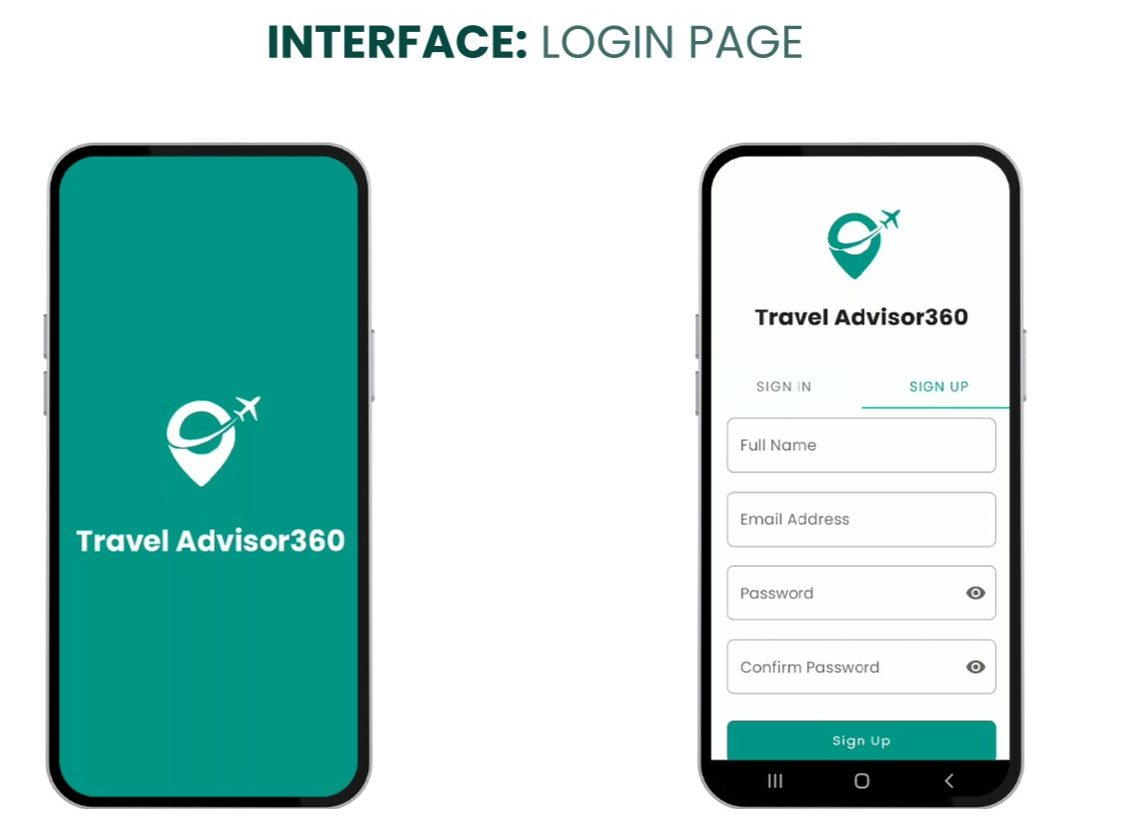 INTERFACE: LOGIN PAGE
Travel Advisor360
Travel Advisor360
SIGN IN
SIGN UP
Full Name
Email Address
Password
Confirm Password
Sign Up